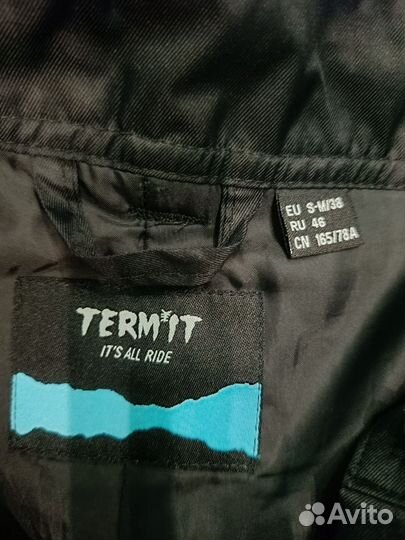 EU S-M/38
RU 46
CN 165/78A
TERMIT
IT'S ALL RIDE
Avito